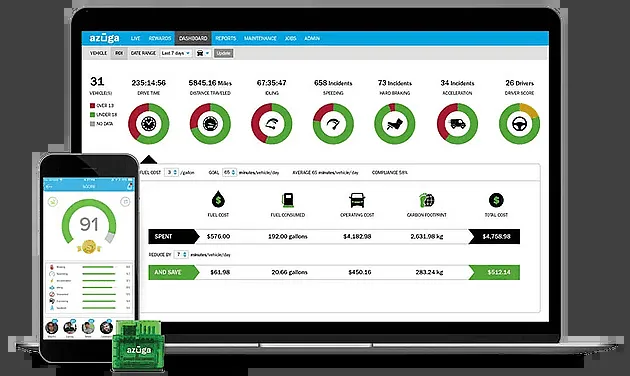 azuga LIVE REWARDS DASHBOARD REPORTS MAINTENANCE JOBS ADMIN
VEHICLE ROI DATE RANGE Last 7 days Update
31 235:14:56 5845.16 Miles 67:35:47 658 Incidents 73 Incidents 34 Incidents 26 Drivers
VEHICLE(S) DRIVE TIME DISTANCE TRAVELED IDLING SPEEDING HARD BRAKING ACCELERATION DRIVER SCORE
OVER 13
UNDER 18
NO DATA
FUEL COST 3 /gallon GOAL 65 minutes/vehicle/day AVERAGE 65 minutes/vehicle/day COMPLIANCE 58%
FUEL COST FUEL CONSUMED OPERATING COST CARBON FOOTPRINT TOTAL COST
SPENT $576.00 192.00 gallons $4,182.98 2,631.98 kg $4,758.98
REDUCE BY 7 minutes/vehicle/day
AND SAVE $61.98 20.66 gallons $450.16 283.24 kg $512.14
SCORE
91
azuga